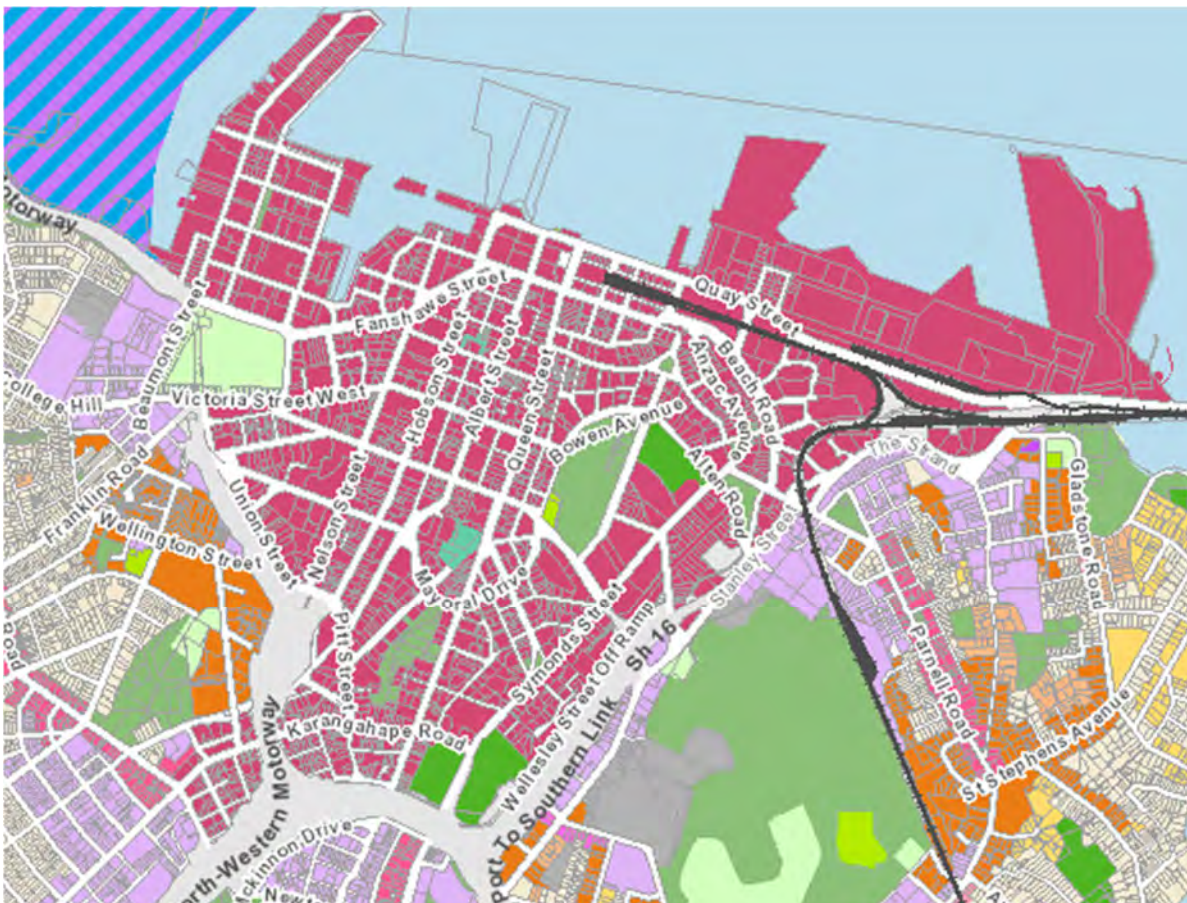 otorway
Quay Street
Fanshawe Street
Beaumont Street
Hobson Street
Albert Street
Queen Street
Beach Road
Anzac Avenue
College Hill
Victoria Street West
Bowen Avenue
The Strand
Alten Road
Franklin Road
Gladstone Road
Wellington Street
Union Street
Nelson Street
Stanley Street
Mayoral Drive
Pitt Street
Parnell Road
Symonds Street
Wellesley Street Off Ramp
Sh 16
Karangahape Road
St Stephens Avenue
Port To Southern Link
North-Western Motorway
ckinnon Drive
Newt